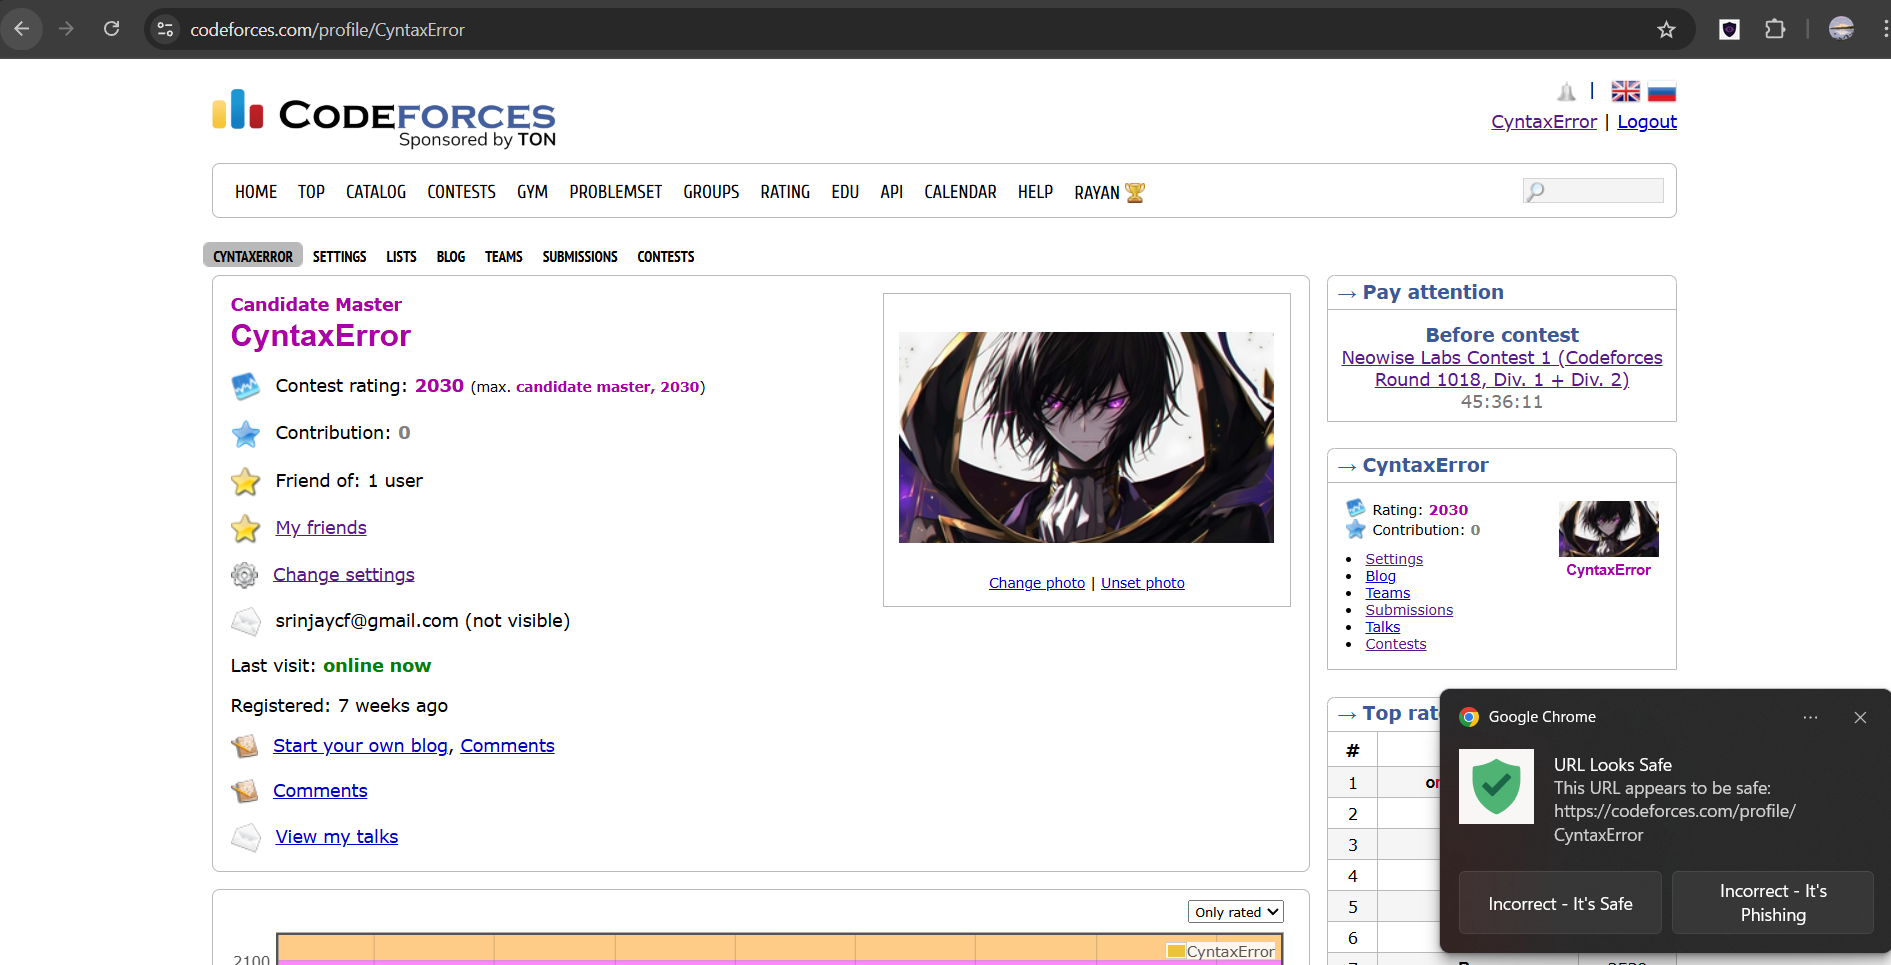 codeforces.com/profile/CyntaxError
CODEFORCES
Sponsored by TON
|
CyntaxError | Logout
HOME TOP CATALOG CONTESTS GYM PROBLEMSET GROUPS RATING EDU API CALENDAR HELP RAYAN
CYNTAXERROR SETTINGS LISTS BLOG TEAMS SUBMISSIONS CONTESTS
Candidate Master
CyntaxError
Contest rating: 2030 (max. candidate master, 2030)
Contribution: 0
Friend of: 1 user
My friends
Change settings
srinjaycf@gmail.com (not visible)
Last visit: online now
Registered: 7 weeks ago
Start your own blog, Comments
Comments
View my talks
Change photo | Unset photo
→ Pay attention
Before contest
Neowise Labs Contest 1 (Codeforces
Round 1018, Div. 1 + Div. 2)
45:36:11
→ CyntaxError
Rating: 2030
Contribution: 0
Settings
Blog
Teams
Submissions
Talks
Contests
CyntaxError
→ Top
#
1
2
3
4
5
6
Google Chrome
URL Looks Safe
This URL appears to be safe:
https://codeforces.com/profile/
CyntaxError
Incorrect - It's Safe
Incorrect - It's
Phishing
Only rated
2100
CyntaxError